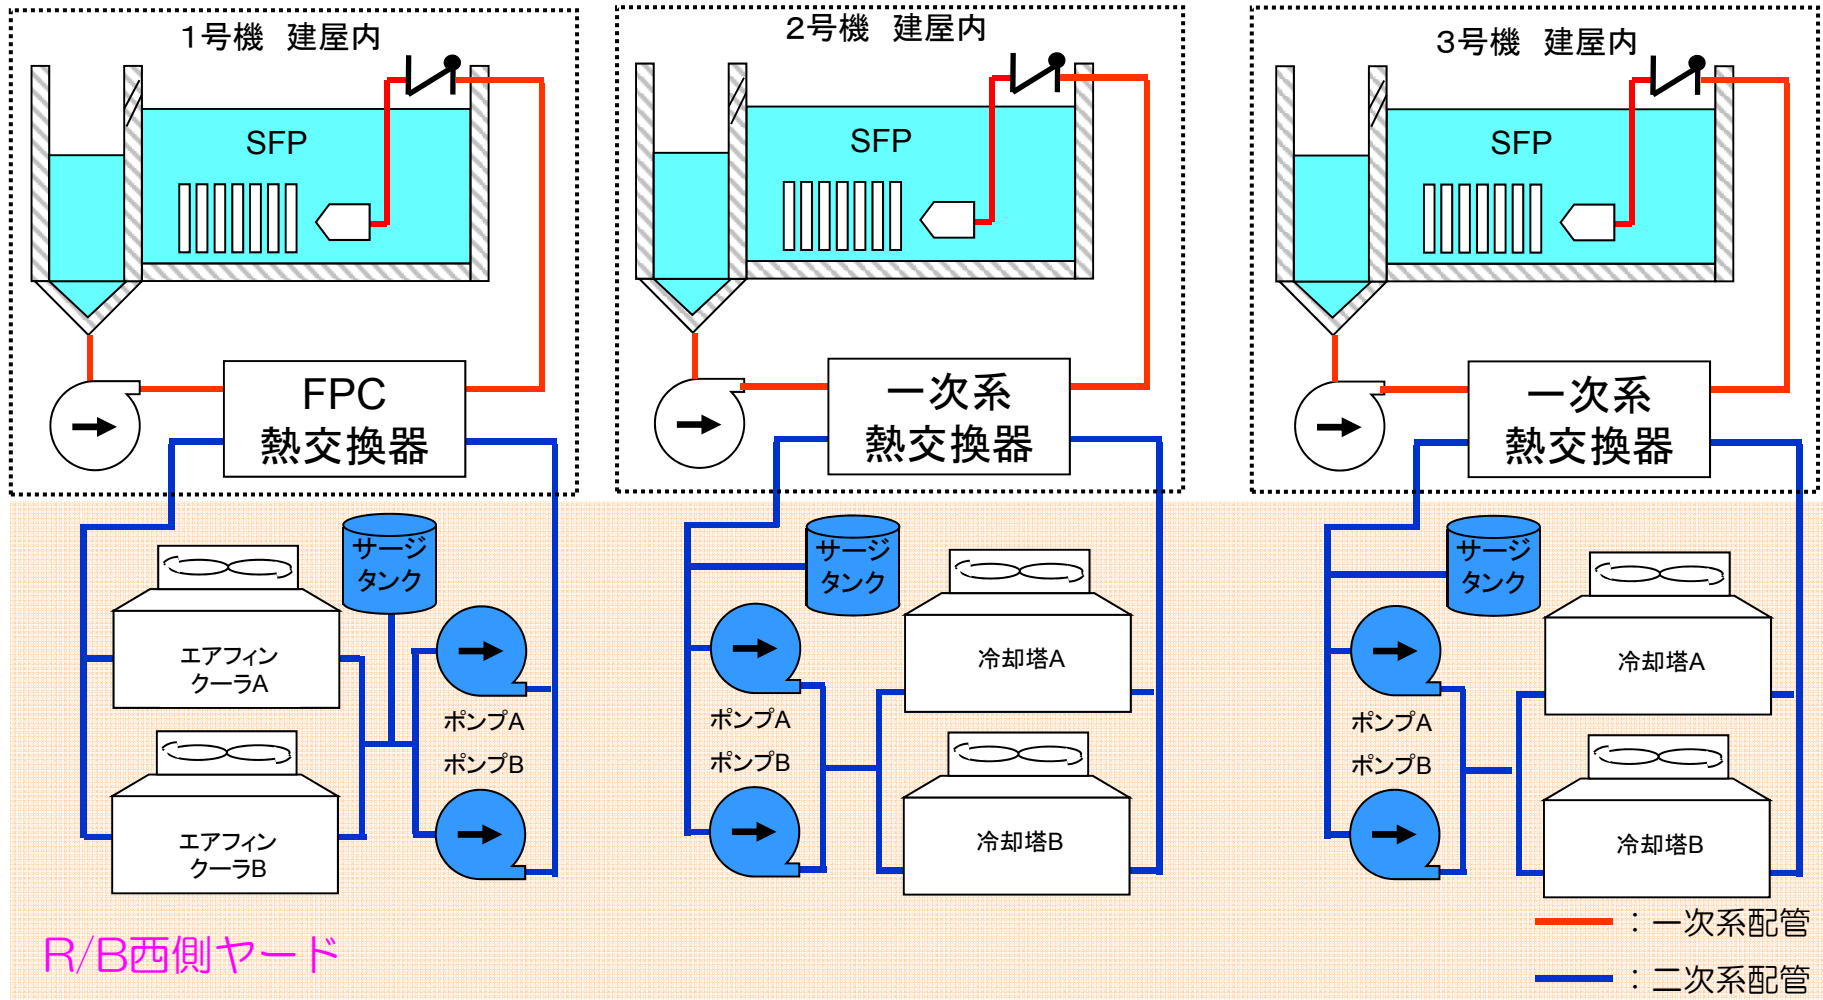 1号機 建屋内
SFP
FPC
熱交換器
サージ
タンク
エアフィン
クーラA
ポンプA
ポンプB
エアフィン
クーラB
2号機 建屋内
SFP
一次系
熱交換器
サージ
タンク
冷却塔A
ポンプA
ポンプB
冷却塔B
3号機 建屋内
SFP
一次系
熱交換器
サージ
タンク
冷却塔A
ポンプA
ポンプB
冷却塔B
R/B西側ヤード
:一次系配管
:二次系配管